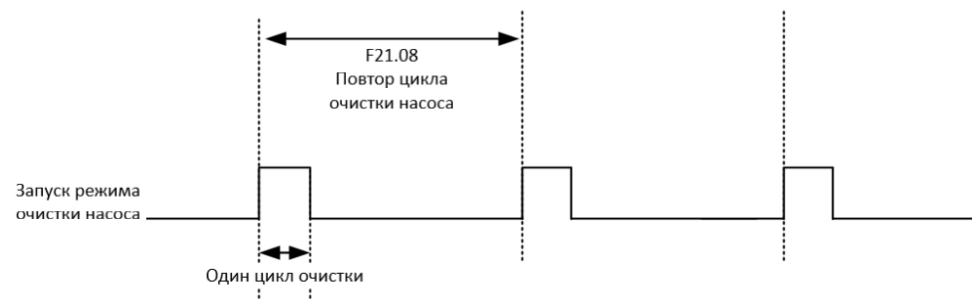 F21.08
Повтор цикла
очистки насоса
Запуск режима
очистки насоса
Один цикл очистки